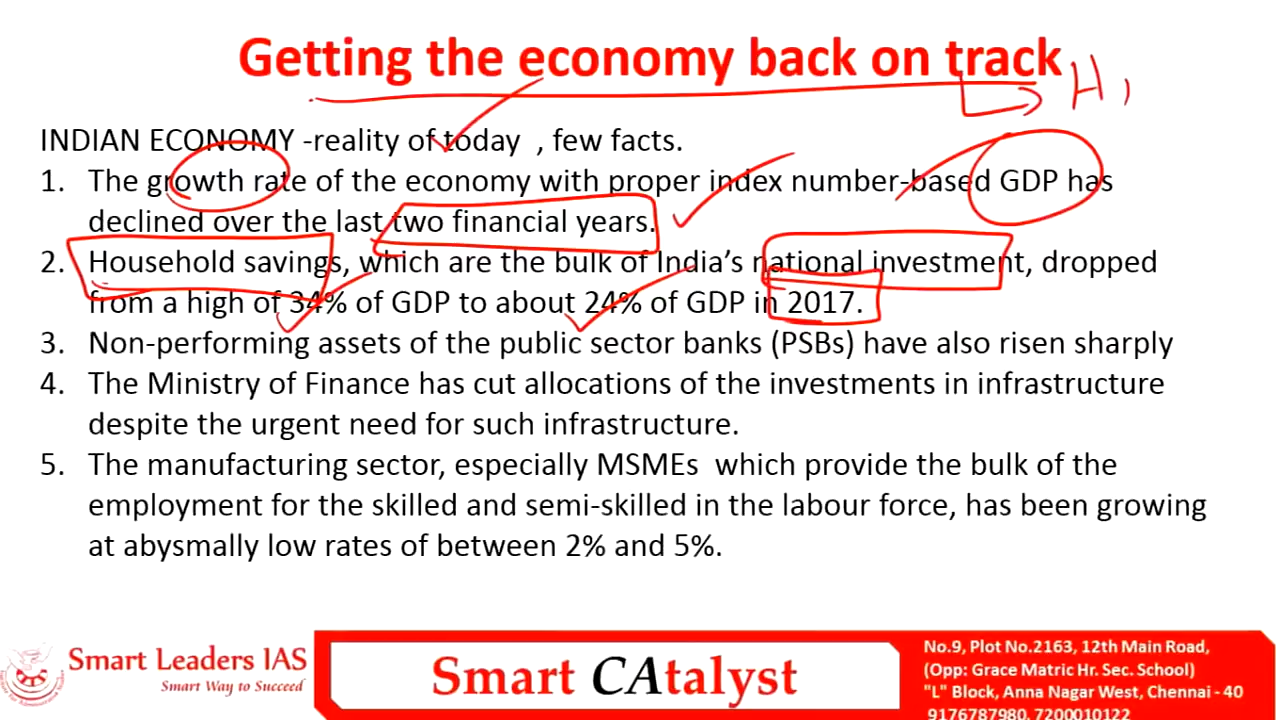 Getting the economy back on track
H
INDIAN ECONOMY -reality of today , few facts.
1. The growth rate of the economy with proper index number-based GDP has
declined over the last two financial years.
2. Household savings, which are the bulk of India's national investment, dropped
from a high of 34% of GDP to about 24% of GDP in 2017.
3. Non-performing assets of the public sector banks (PSBs) have also risen sharply
4. The Ministry of Finance has cut allocations of the investments in infrastructure
despite the urgent need for such infrastructure.
5. The manufacturing sector, especially MSMEs which provide the bulk of the
employment for the skilled and semi-skilled in the labour force, has been growing
at abysmally low rates of between 2% and 5%.
Smart Leaders IAS
Smart Way to Succeed
Smart CAtalyst
No.9, Plot No.2163, 12th Main Road,
(Opp: Grace Matric Hr. Sec. School)
"L" Block, Anna Nagar West, Chennai - 40
9176787980, 7200010122